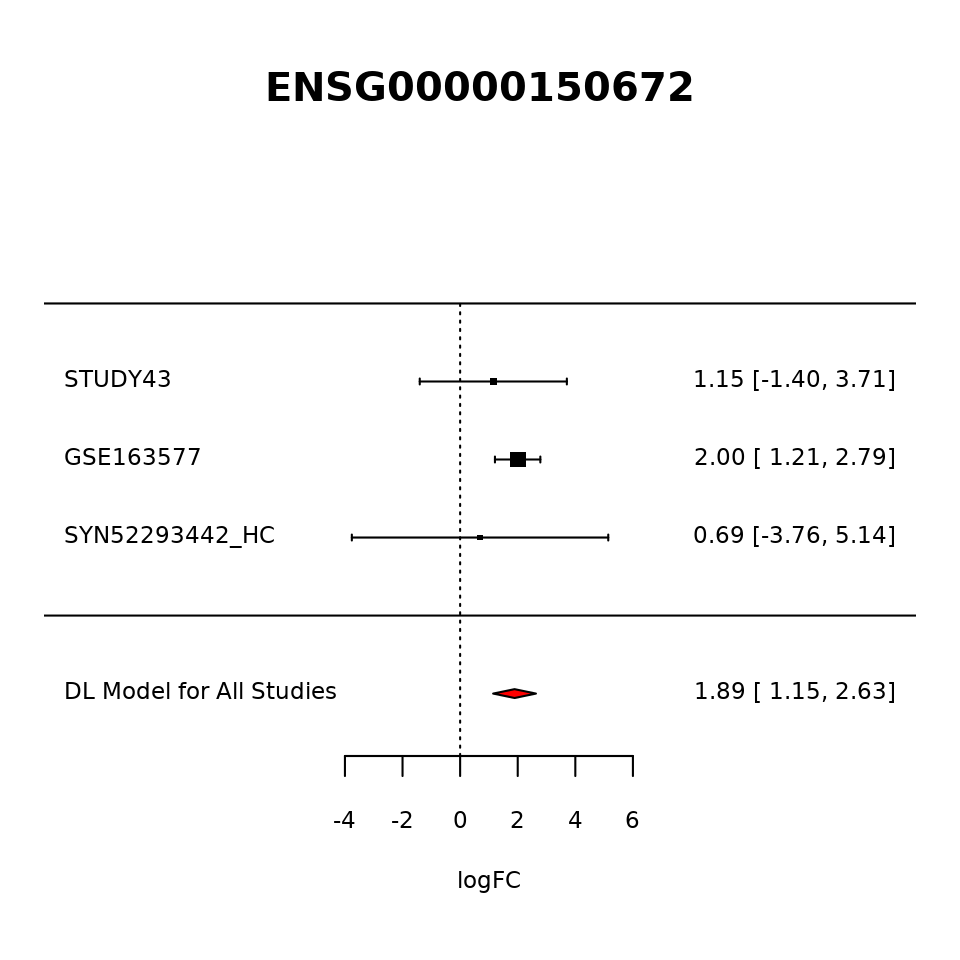 ENSG00000150672
STUDY43 1.15 [-1.40, 3.71]
GSE163577 2.00 [ 1.21, 2.79]
SYN52293442_HC 0.69 [-3.76, 5.14]
DL Model for All Studies 1.89 [ 1.15, 2.63]
-4 -2 0 2 4 6
logFC